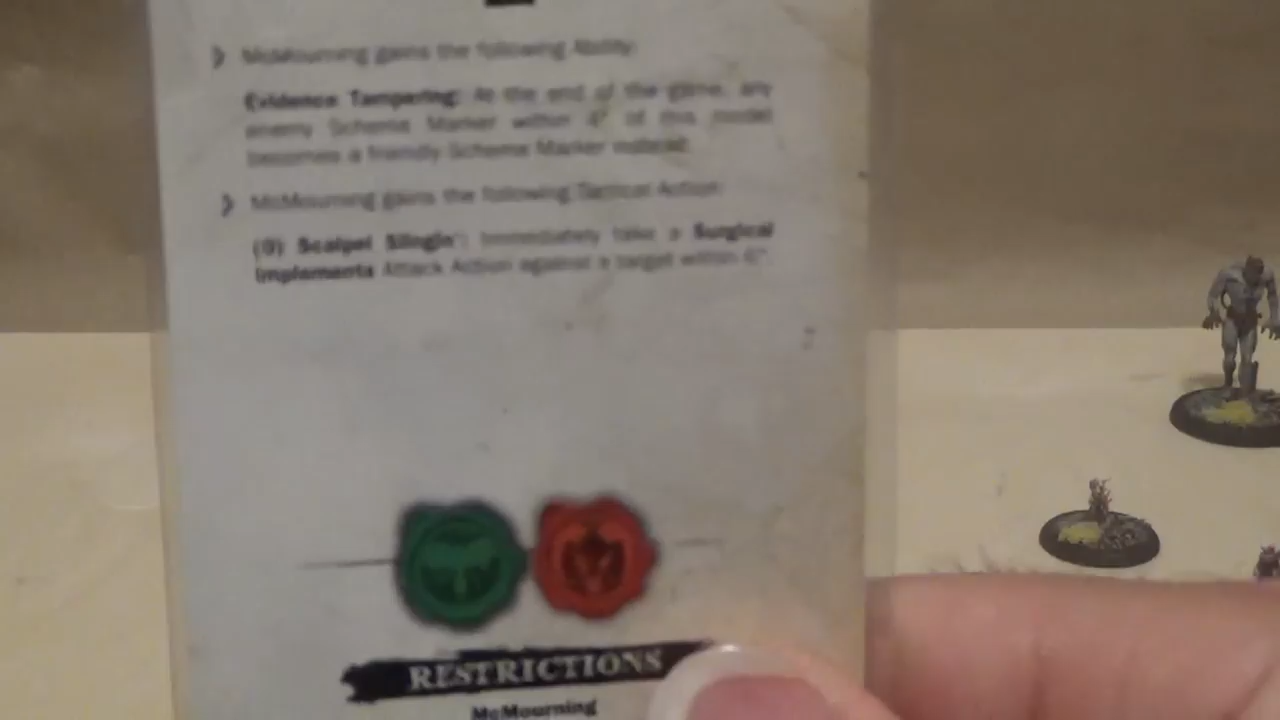 McMourning gains the following Ability:
Evidence Tampering: At the end of the game, any
enemy Scheme Marker within 4" of this model
becomes a friendly Scheme Marker instead.
McMourning gains the following Tactical Action:
(0) Scalpel Slingin': Immediately take a Surgical
Implements Attack Action against a target within 6".
RESTRICTIONS
McMourning